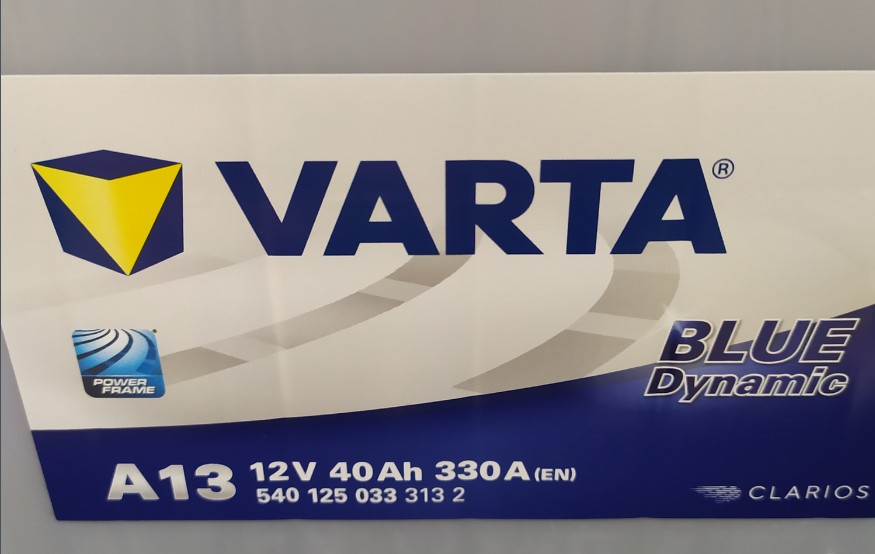 VARTA®
POWER
FRAME
BLUE
Dynamic
A13 12V 40Ah 330A (EN)
540 125 033 313 2
CLARIOS